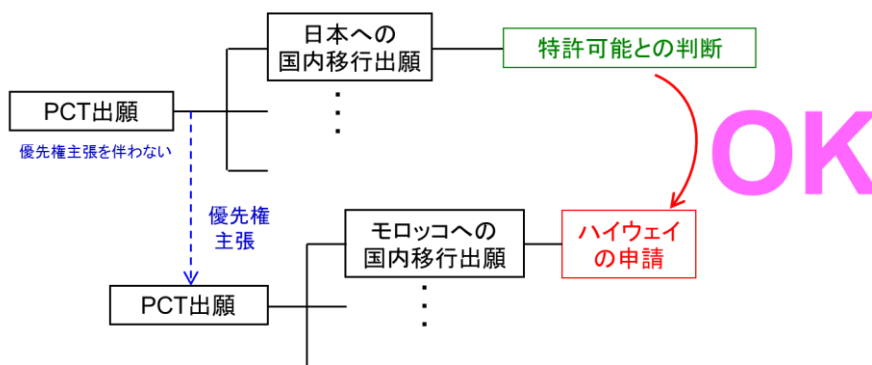 日本への
国内移行出願
特許可能との判断
PCT出願
優先権主張を伴わない
OK
優先権
主張
モロッコへの
国内移行出願
ハイウェイ
の申請
PCT出願